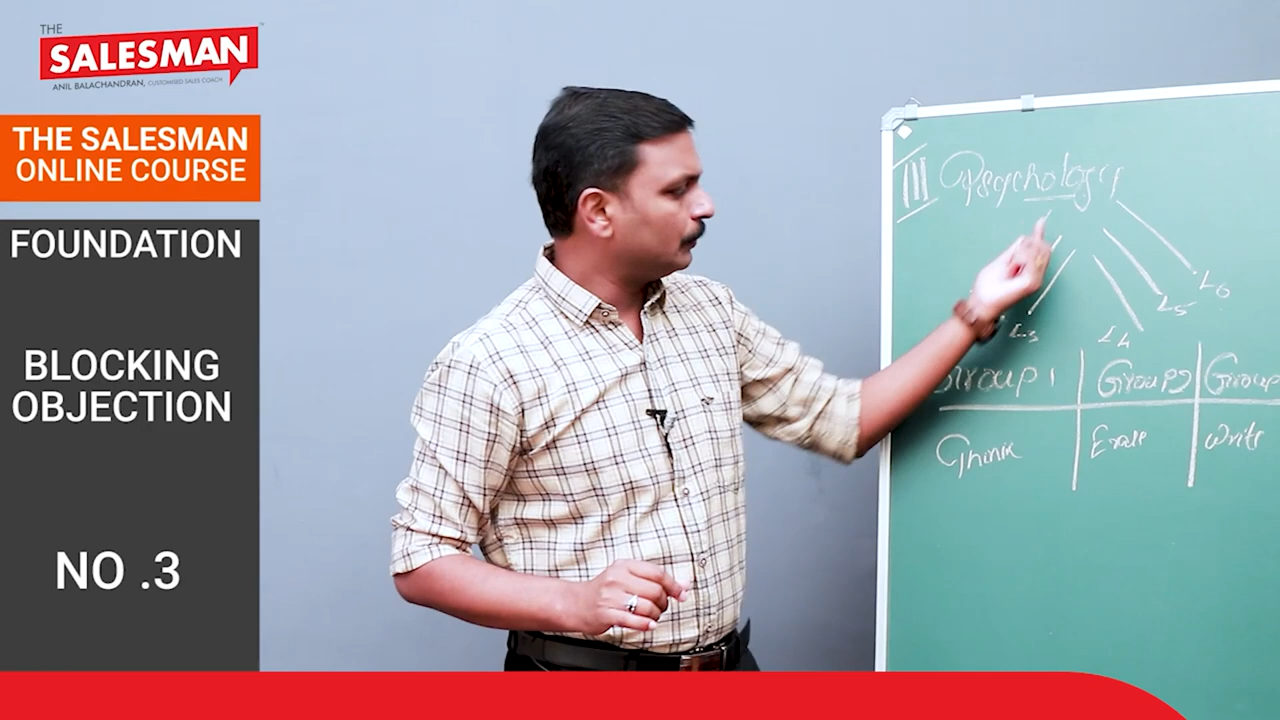 THE
SALESMAN
ANIL BALACHANDRAN, CUSTOMISED SALES COACH
THE SALESMAN
ONLINE COURSE
FOUNDATION
BLOCKING
OBJECTION
NO .3
III Psychology
L3
L4
L5
L6
Group 1
Group
Group
Think
Erase
Write